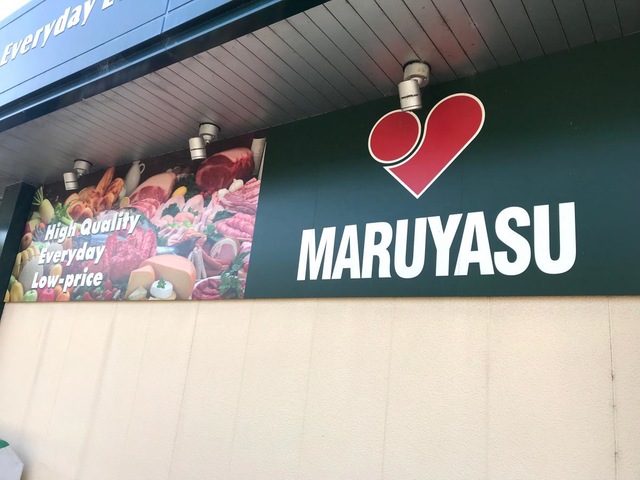 Everyday
High Quality
Everyday
Low-price
MARUYASU